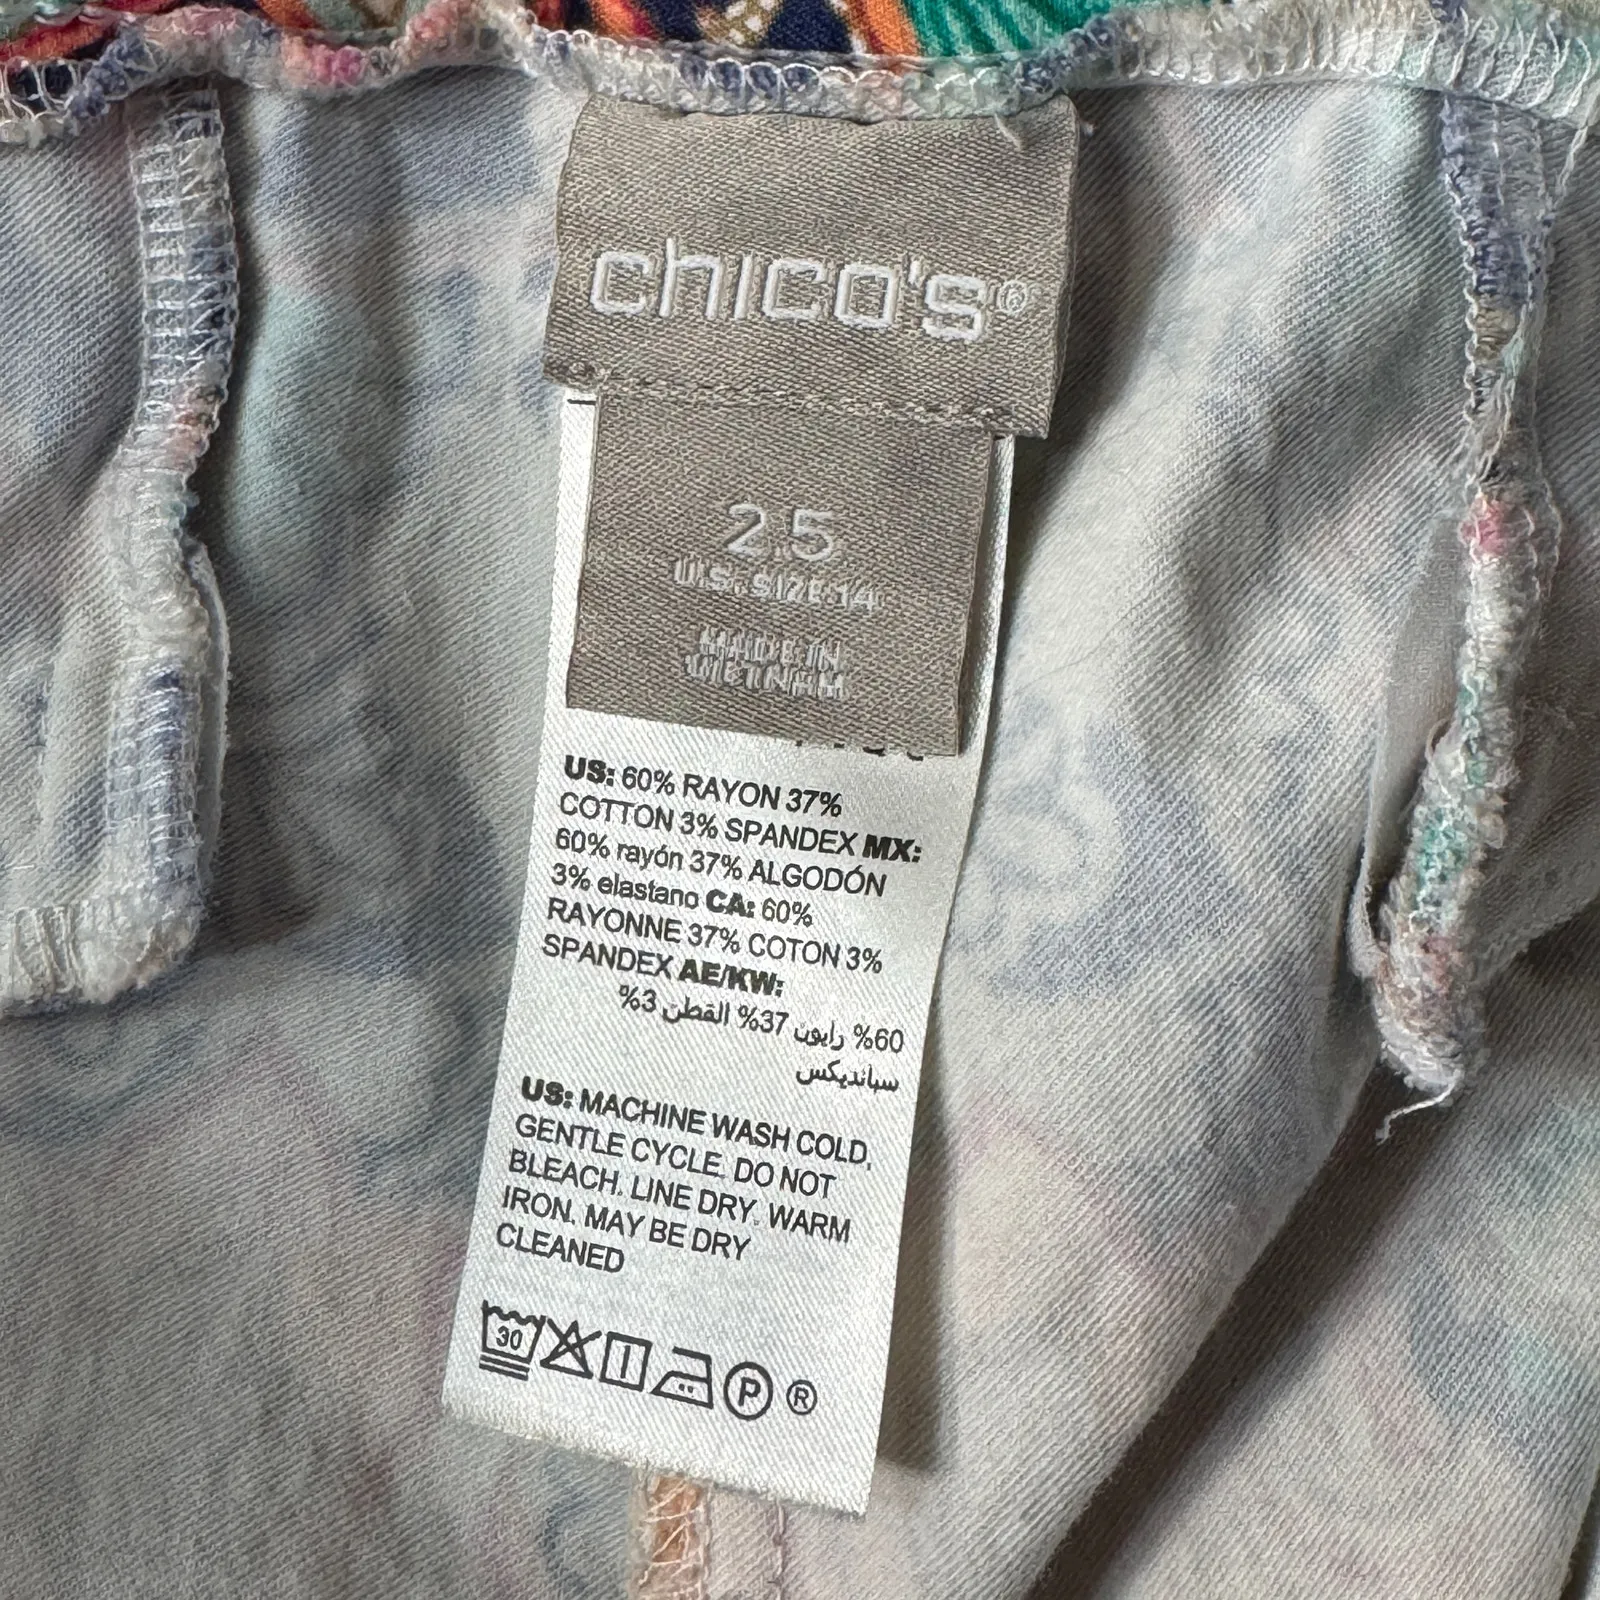 chico's®
2.5
U.S. SIZE 14
MADE IN
VIETNAM
US: 60% RAYON 37%
COTTON 3% SPANDEX MX:
60% rayón 37% ALGODÓN
3% elastano CA: 60%
RAYONNE 37% COTON 3%
SPANDEX AE/KW:
%60 رايون %37 القطن %3
سبانديكس
US: MACHINE WASH COLD,
GENTLE CYCLE. DO NOT
BLEACH. LINE DRY. WARM
IRON. MAY BE DRY
CLEANED
30 P ®